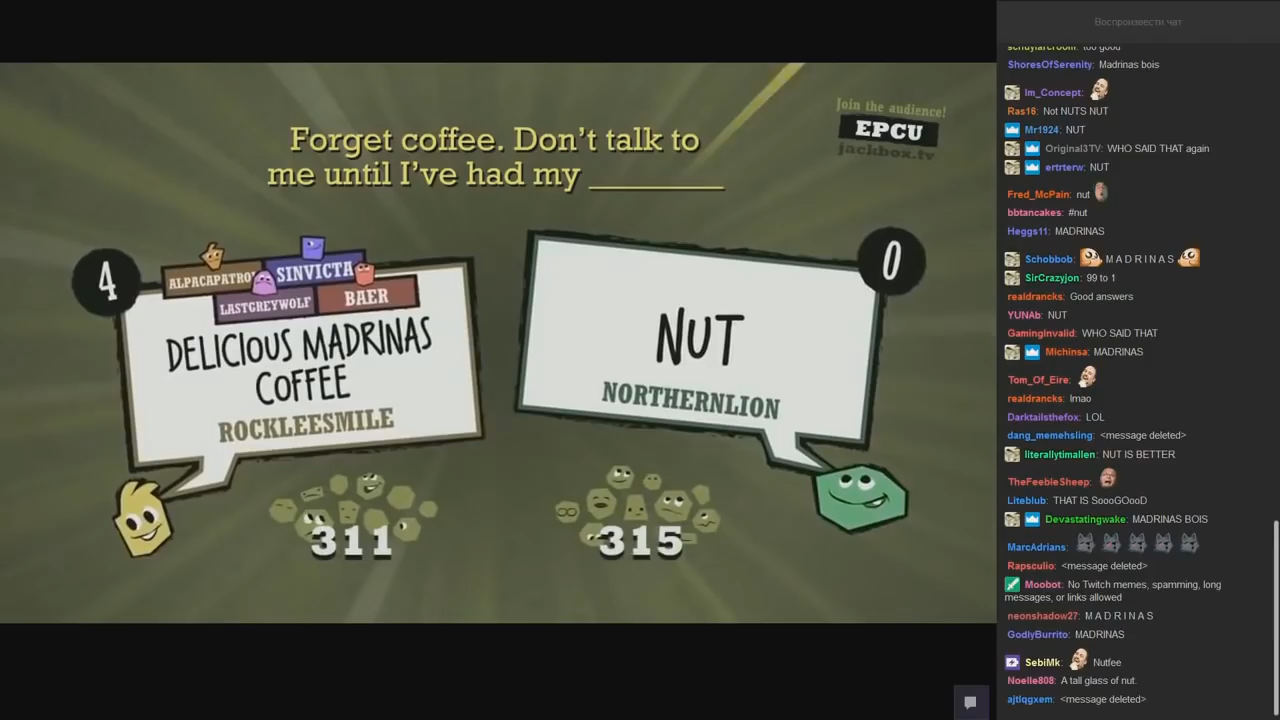 Forget coffee. Don't talk to
me until I've had my ________
Join the audience!
EPCU
jackbox.tv
4
SINVICTA
LASTGREYWOLF
BAER
DELICIOUS MADRINAS
COFFEE
ROCKLEESMILE
311
0
NUT
NORTHERNLION
315
Воспроизвести чат
too good
ShoresOfSerenity: Madrinas bois
Im_Concept:
Ras16: Not NUTS NUT
Mr1924: NUT
Original3TV: WHO SAID THAT again
ertrterw: NUT
Fred_McPain: nut
bbtancakes: #nut
Heggs11: MADRINAS
Schobbob: M A D R I N A S
SirCrazyjon: 99 to 1
realdrancks: Good answers
YUNAb: NUT
GamingInvalid: WHO SAID THAT
Michinsa: MADRINAS
Tom_Of_Eire:
realdrancks: lmao
Darktailsthefox: LOL
dang_memehsling: <message deleted>
literallytimallen: NUT IS BETTER
TheFeebleSheep:
Liteblub: THAT IS SoooGOooD
Devastatingwake: MADRINAS BOIS
MarcAdrians:
Rapsculio: <message deleted>
Moobot: No Twitch memes, spamming, long
messages, or links allowed
neonshadow27: M A D R I N A S
GodlyBurrito: MADRINAS
SebiMk: Nutfee
Noelle808: A tall glass of nut.
ajtlqgxem: <message deleted>